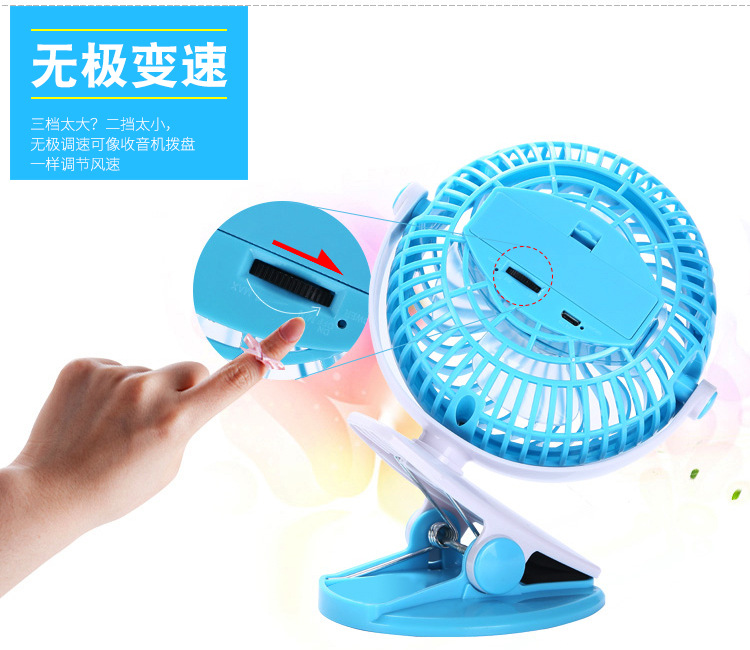 无极变速
三档太大？二挡太小，
无极调速可像收音机拨盘
一样调节风速